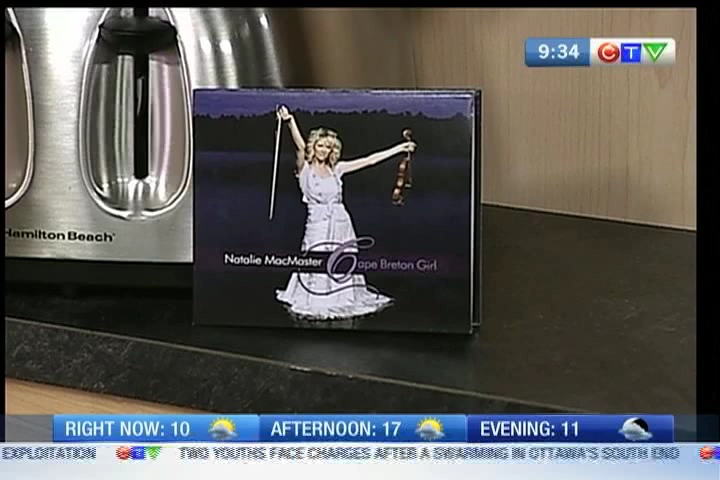 9:34 CTV
Hamilton Beach
Natalie MacMaster Cape Breton Girl
RIGHT NOW: 10 AFTERNOON: 17 EVENING: 11
EXPLOITATION CTV TWO YOUTHS FACE CHARGES AFTER A SWARMING IN OTTAWA'S SOUTH END